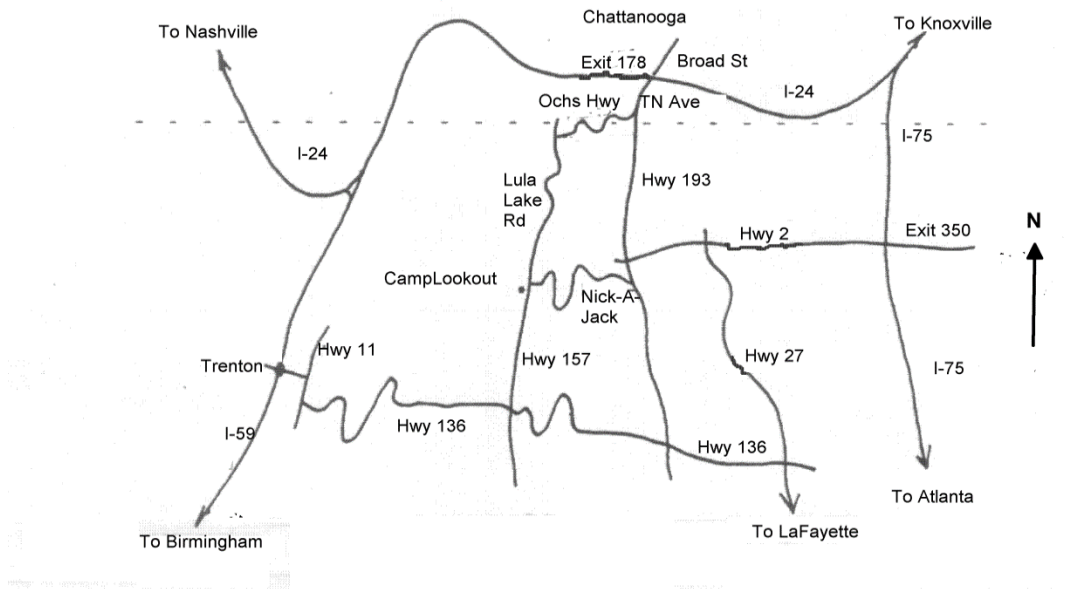 Chattanooga
To Knoxville
To Nashville
Exit 178
Broad St
I-24
Ochs Hwy
TN Ave
I-75
I-24
Lula
Lake
Rd
Hwy 193
N
Hwy 2
Exit 350
CampLookout
Nick-A-
Jack
Hwy 11
Hwy 157
Hwy 27
Trenton
I-75
I-59
Hwy 136
Hwy 136
To Atlanta
To LaFayette
To Birmingham